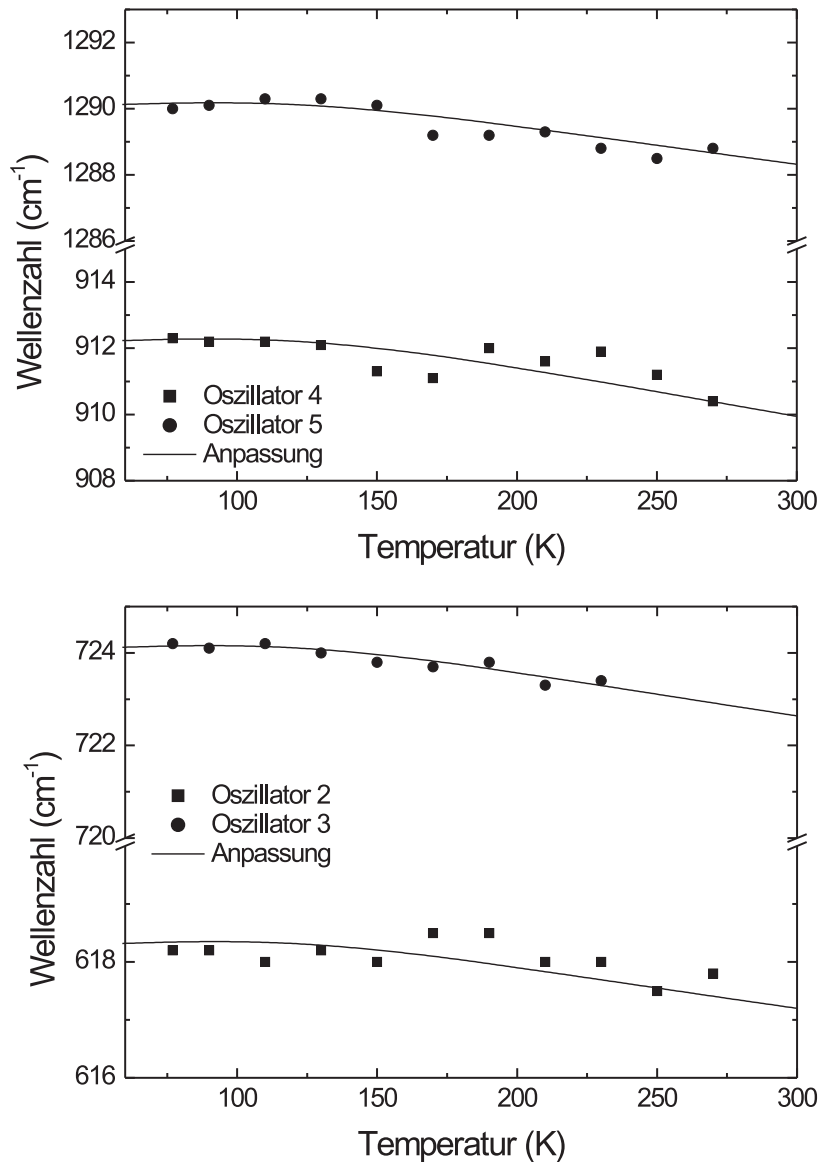 1292
1290
1288
1286
914
912
910
908
Wellenzahl (cm⁻¹)
Oszillator 4
Oszillator 5
Anpassung
100 150 200 250 300
Temperatur (K)
724
722
720
618
616
Wellenzahl (cm⁻¹)
Oszillator 2
Oszillator 3
Anpassung
100 150 200 250 300
Temperatur (K)